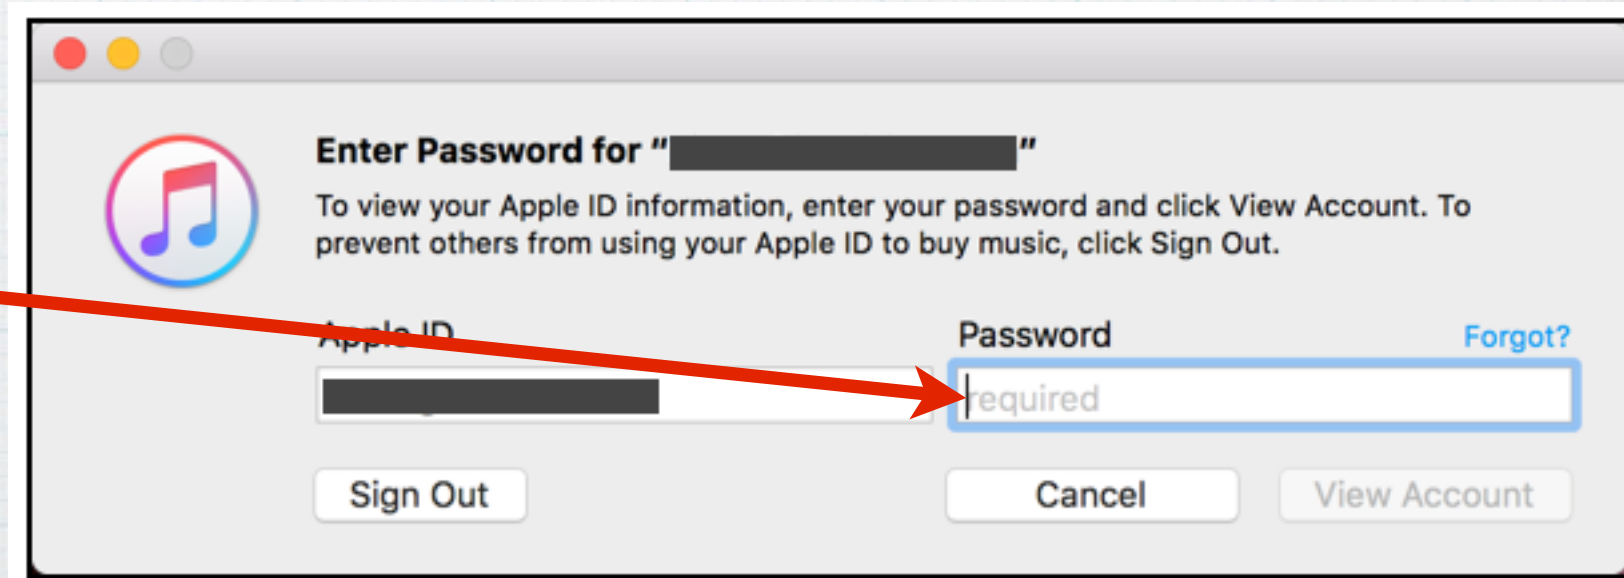 Enter Password for " "
To view your Apple ID information, enter your password and click View Account. To
prevent others from using your Apple ID to buy music, click Sign Out.
Apple ID
Password
Forgot?
required
Sign Out
Cancel
View Account